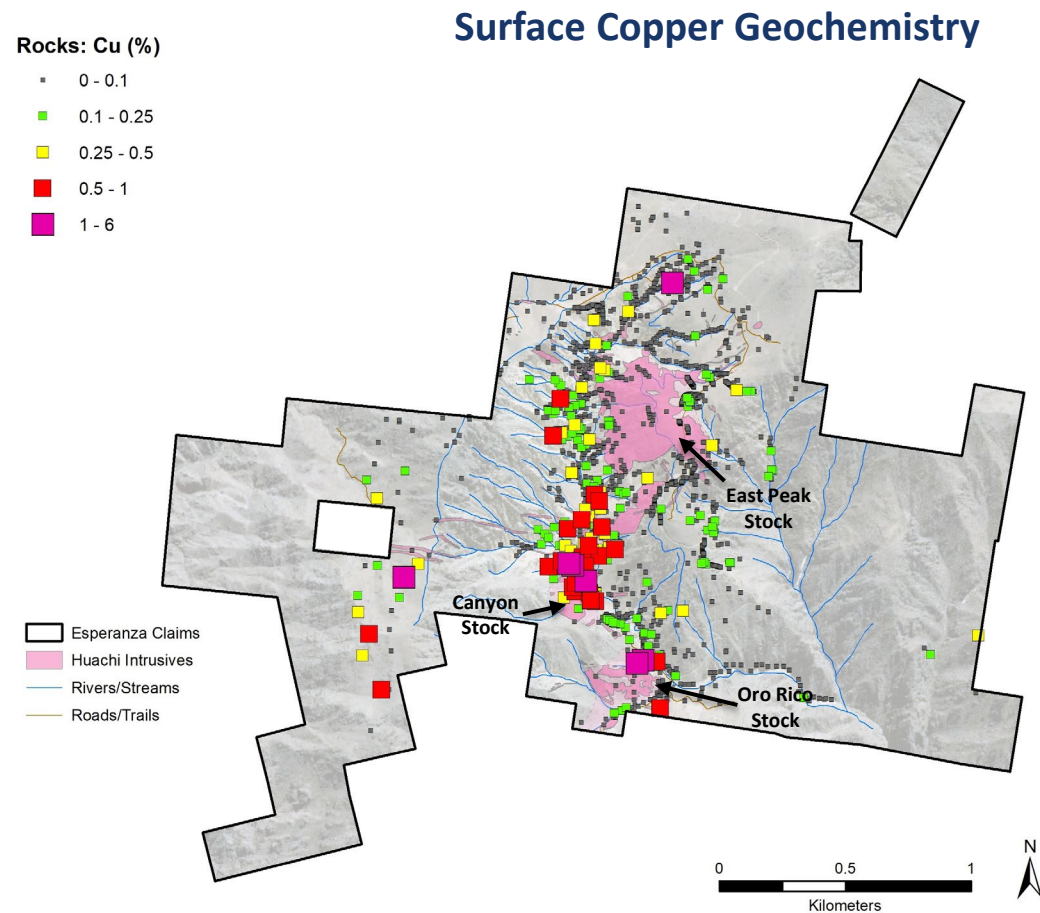 Surface Copper Geochemistry
Rocks: Cu (%)
0 - 0.1
0.1 - 0.25
0.25 - 0.5
0.5 - 1
1 - 6
East Peak
Stock
Canyon
Stock
Oro Rico
Stock
Esperanza Claims
Huachi Intrusives
Rivers/Streams
Roads/Trails
N
0 0.5 1
Kilometers